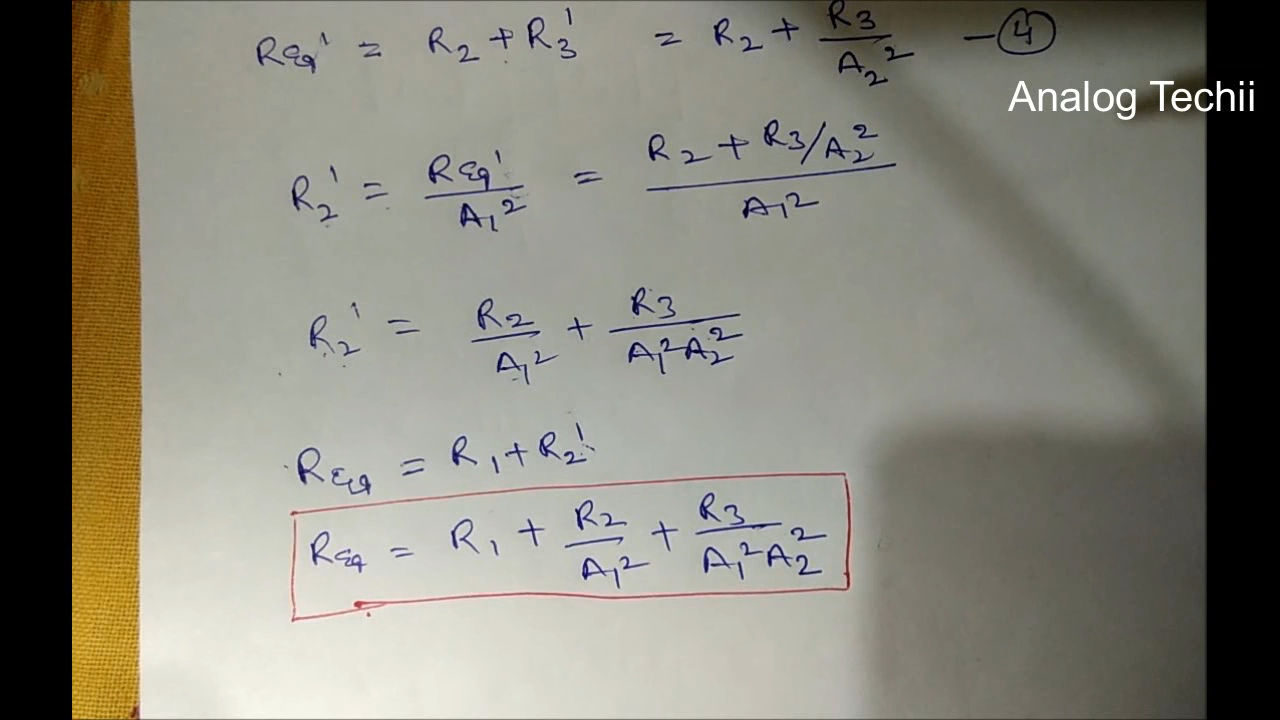 REq' = R2 + R3' = R2 + R3/A2² - ④
Analog Techii
R2' = REq'/A1² = (R2 + R3/A2²)/A1²
R2' = R2/A1² + R3/(A1²A2²)
REq = R1 + R2'
REq = R1 + R2/A1² + R3/(A1²A2²)